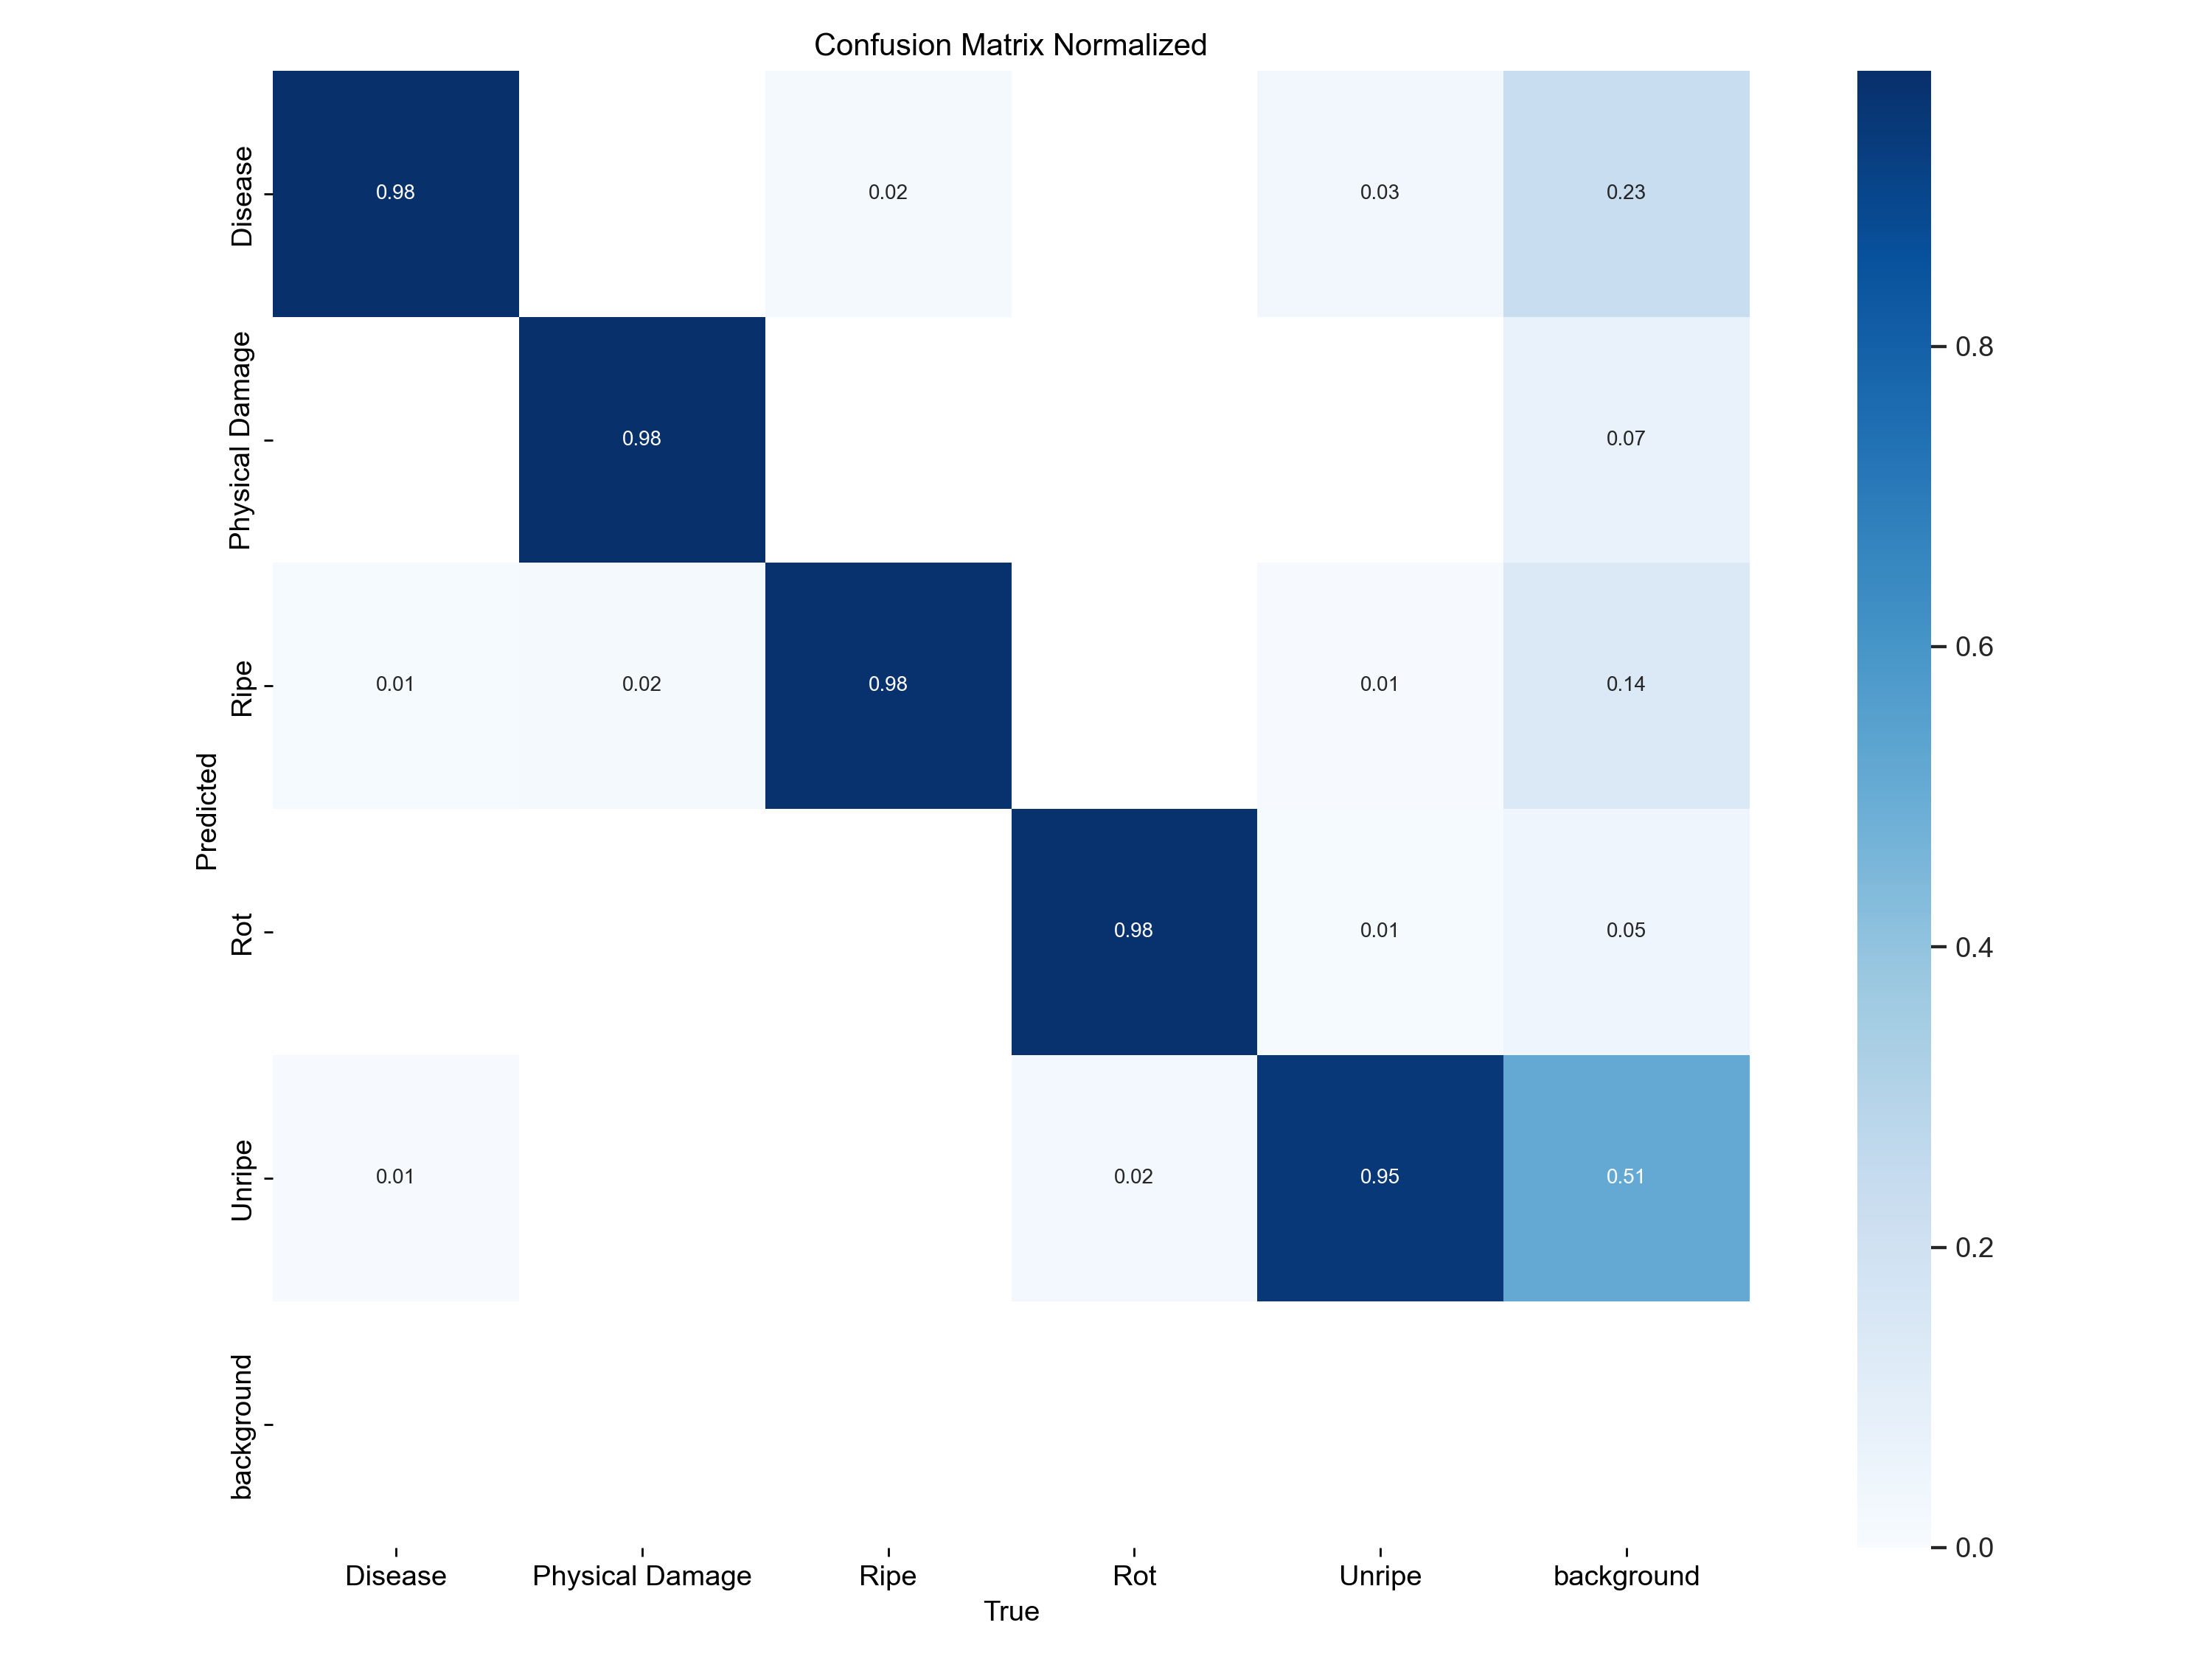 Confusion Matrix Normalized
Disease
0.98
0.02
0.03
0.23
Physical Damage
0.98
0.07
Ripe
0.01
0.02
0.98
0.01
0.14
Rot
0.98
0.01
0.05
Unripe
0.01
0.02
0.95
0.51
background
Predicted
Disease
Physical Damage
Ripe
Rot
Unripe
background
True
0.8
0.6
0.4
0.2
0.0